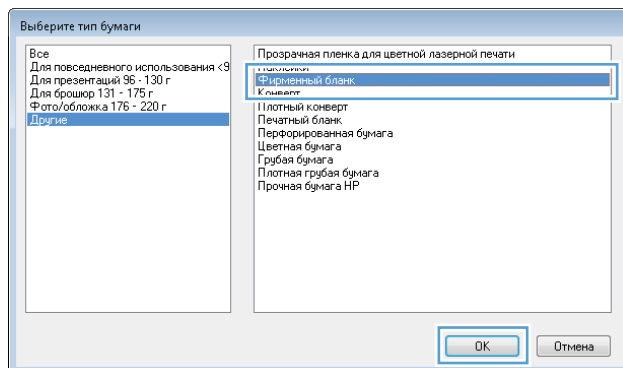 Выберите тип бумаги
Все
Для повседневного использования <9
Для презентаций 96 - 130 г
Для брошюр 131 - 175 г
Фото/обложка 176 - 220 г
Другие
Прозрачная пленка для цветной лазерной печати
Наклейки
Фирменный бланк
Конверт
Плотный конверт
Печатный бланк
Перфорированная бумага
Цветная бумага
Грубая бумага
Плотная грубая бумага
Прочная бумага HP
OK
Отмена